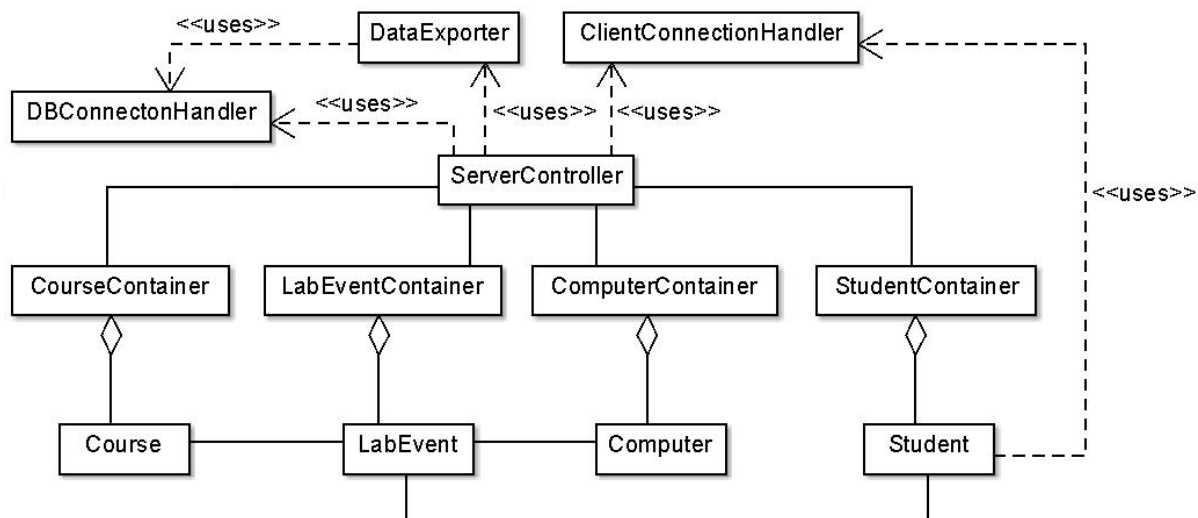 <<uses>>
DataExporter
ClientConnectionHandler
DBConnectonHandler
<<uses>>
<<uses>>
<<uses>>
ServerController
<<uses>>
CourseContainer
LabEventContainer
ComputerContainer
StudentContainer
Course
LabEvent
Computer
Student